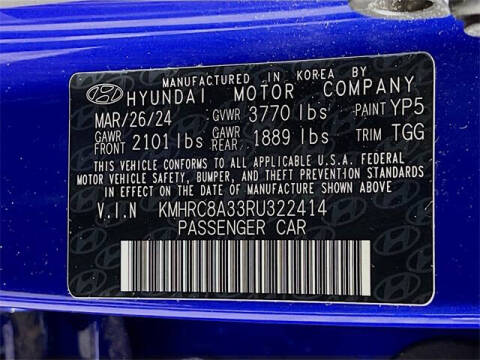 MANUFACTURED IN KOREA BY
HYUNDAI MOTOR COMPANY
MAR/26/24 GVWR 3770 lbs PAINT YP5
GAWR FRONT 2101 lbs GAWR REAR. 1889 lbs TRIM TGG
THIS VEHICLE CONFORMS TO ALL APPLICABLE U.S.A. FEDERAL
MOTOR VEHICLE SAFETY, BUMPER, AND THEFT PREVENTION STANDARDS
IN EFFECT ON THE DATE OF MANUFACTURE SHOWN ABOVE
V.I.N KMHRC8A33RU322414
PASSENGER CAR